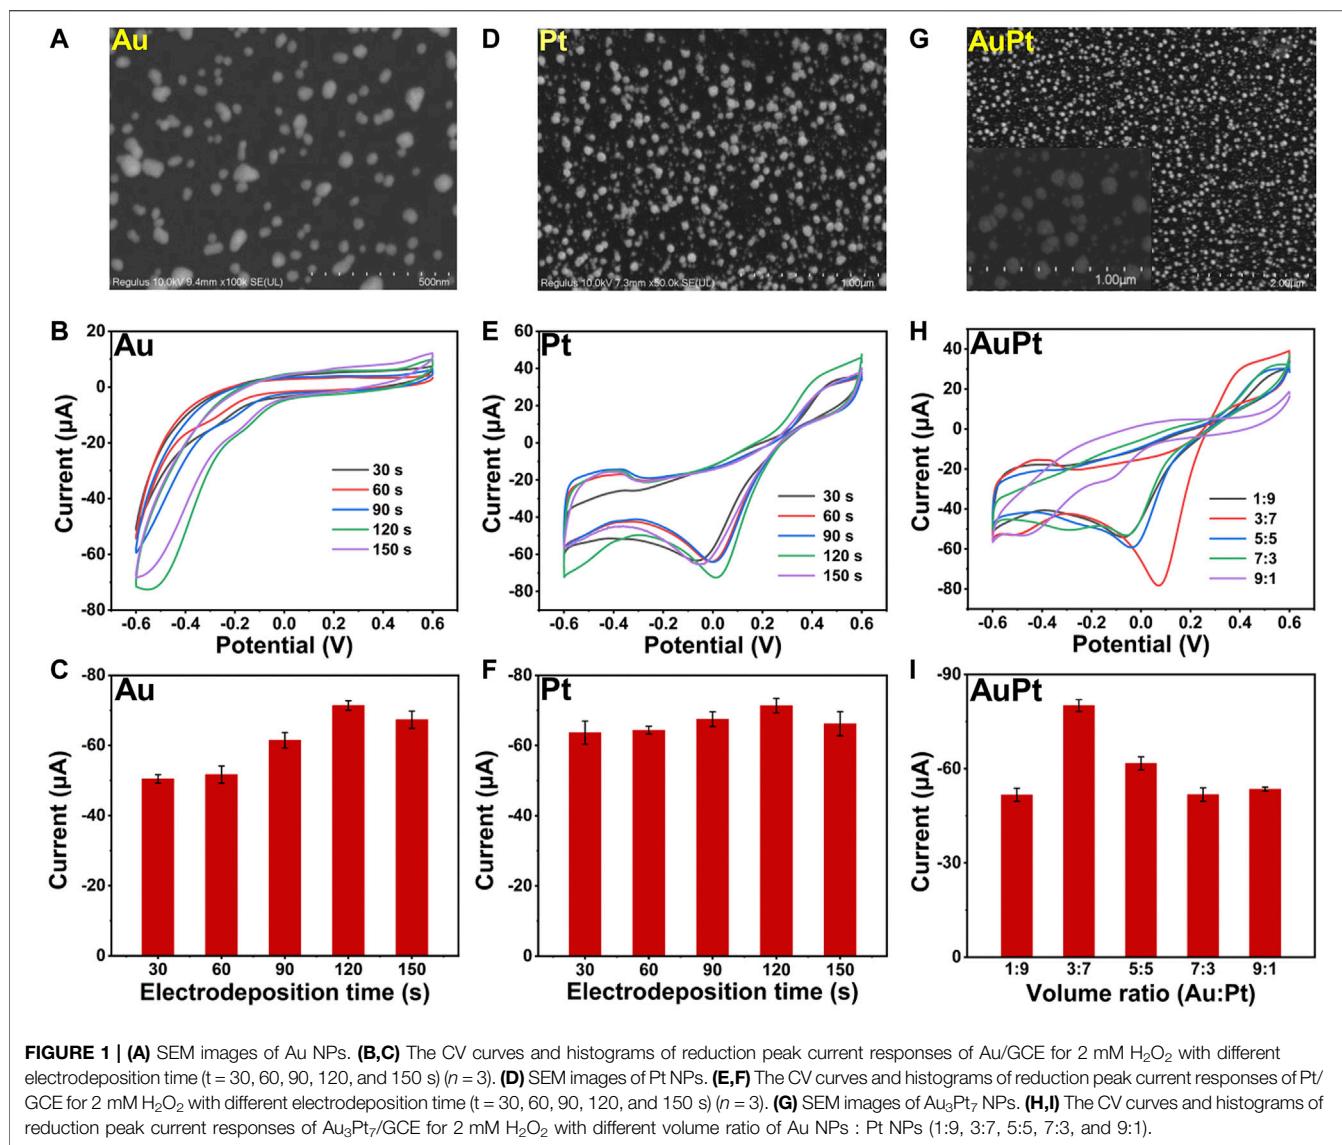 A
Au
Regulus 10.0kV 9.4mm x100k SE(UL)
500nm
D
Pt
Regulus 10.0kV 7.3mm x50.0k SE(UL)
1.00µm
G
AuPt
1.00µm
2.00µm
B
Au
Current (µA)
20
0
-20
-40
-60
-80
30 s
60 s
90 s
120 s
150 s
-0.6 -0.4 -0.2 0.0 0.2 0.4 0.6
Potential (V)
E
Pt
Current (µA)
60
40
20
0
-20
-40
-60
-80
30 s
60 s
90 s
120 s
150 s
-0.6 -0.4 -0.2 0.0 0.2 0.4 0.6
Potential (V)
H
AuPt
Current (µA)
40
20
0
-20
-40
-60
-80
1:9
3:7
5:5
7:3
9:1
-0.6 -0.4 -0.2 0.0 0.2 0.4 0.6
Potential (V)
C
Au
Current (µA)
-80
-60
-40
-20
0
30 60 90 120 150
Electrodeposition time (s)
F
Pt
Current (µA)
-80
-60
-40
-20
0
30 60 90 120 150
Electrodeposition time (s)
I
AuPt
Current (µA)
-90
-60
-30
0
1:9 3:7 5:5 7:3 9:1
Volume ratio (Au:Pt)
FIGURE 1 | (A) SEM images of Au NPs. (B,C) The CV curves and histograms of reduction peak current responses of Au/GCE for 2 mM H₂O₂ with different
electrodeposition time (t = 30, 60, 90, 120, and 150 s) (n = 3). (D) SEM images of Pt NPs. (E,F) The CV curves and histograms of reduction peak current responses of Pt/
GCE for 2 mM H₂O₂ with different electrodeposition time (t = 30, 60, 90, 120, and 150 s) (n = 3). (G) SEM images of Au₃Pt₇ NPs. (H,I) The CV curves and histograms of
reduction peak current responses of Au₃Pt₇/GCE for 2 mM H₂O₂ with different volume ratio of Au NPs : Pt NPs (1:9, 3:7, 5:5, 7:3, and 9:1).